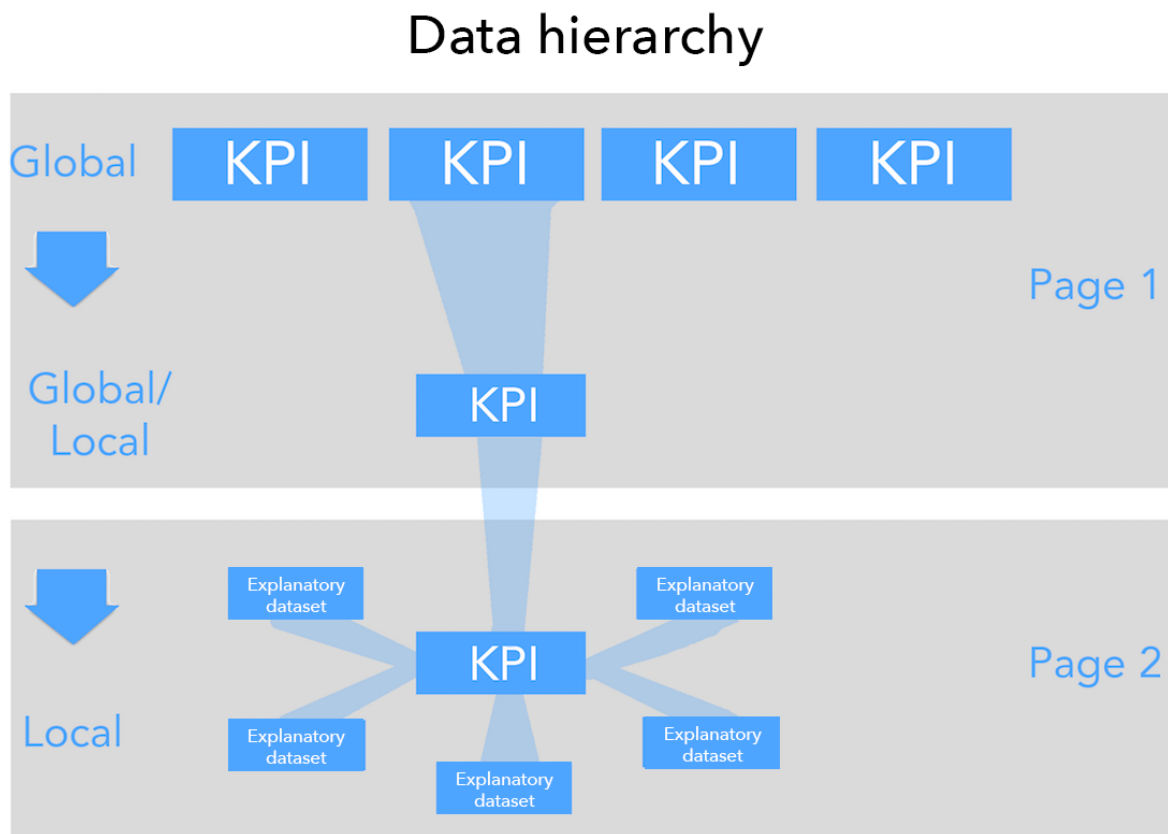 Data hierarchy
Global
KPI
KPI
KPI
KPI
Page 1
Global/
Local
KPI
Explanatory
dataset
Explanatory
dataset
KPI
Page 2
Local
Explanatory
dataset
Explanatory
dataset
Explanatory
dataset